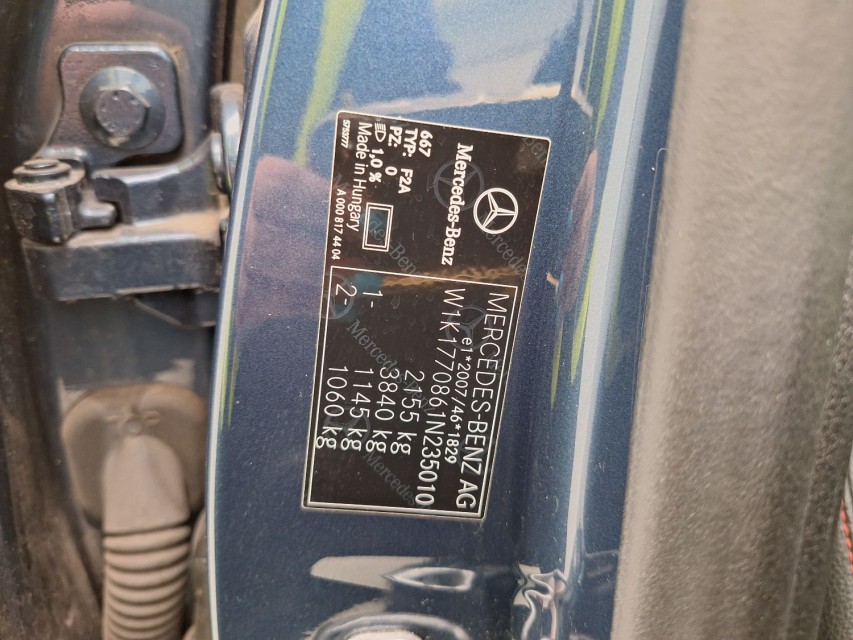 Mercedes-Benz
667
TYP: F2A
PZ: 0
1,0 %
Made in Hungary
A 000 817 44 04
5753777
MERCEDES-BENZ AG
e1*2007/46*1829
W1K1770861N235010
2155 kg
3840 kg
1- 1145 kg
2- 1060 kg